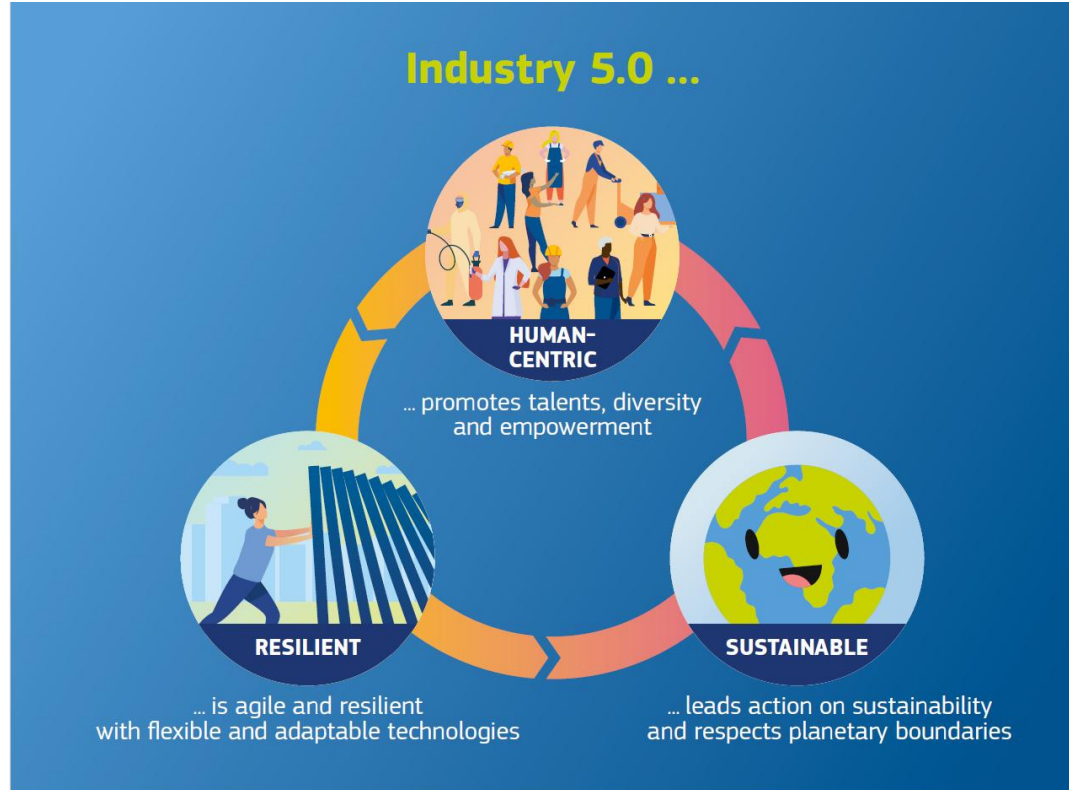 Industry 5.0 ...
HUMAN-
CENTRIC
... promotes talents, diversity
and empowerment
RESILIENT
... is agile and resilient
with flexible and adaptable technologies
SUSTAINABLE
... leads action on sustainability
and respects planetary boundaries